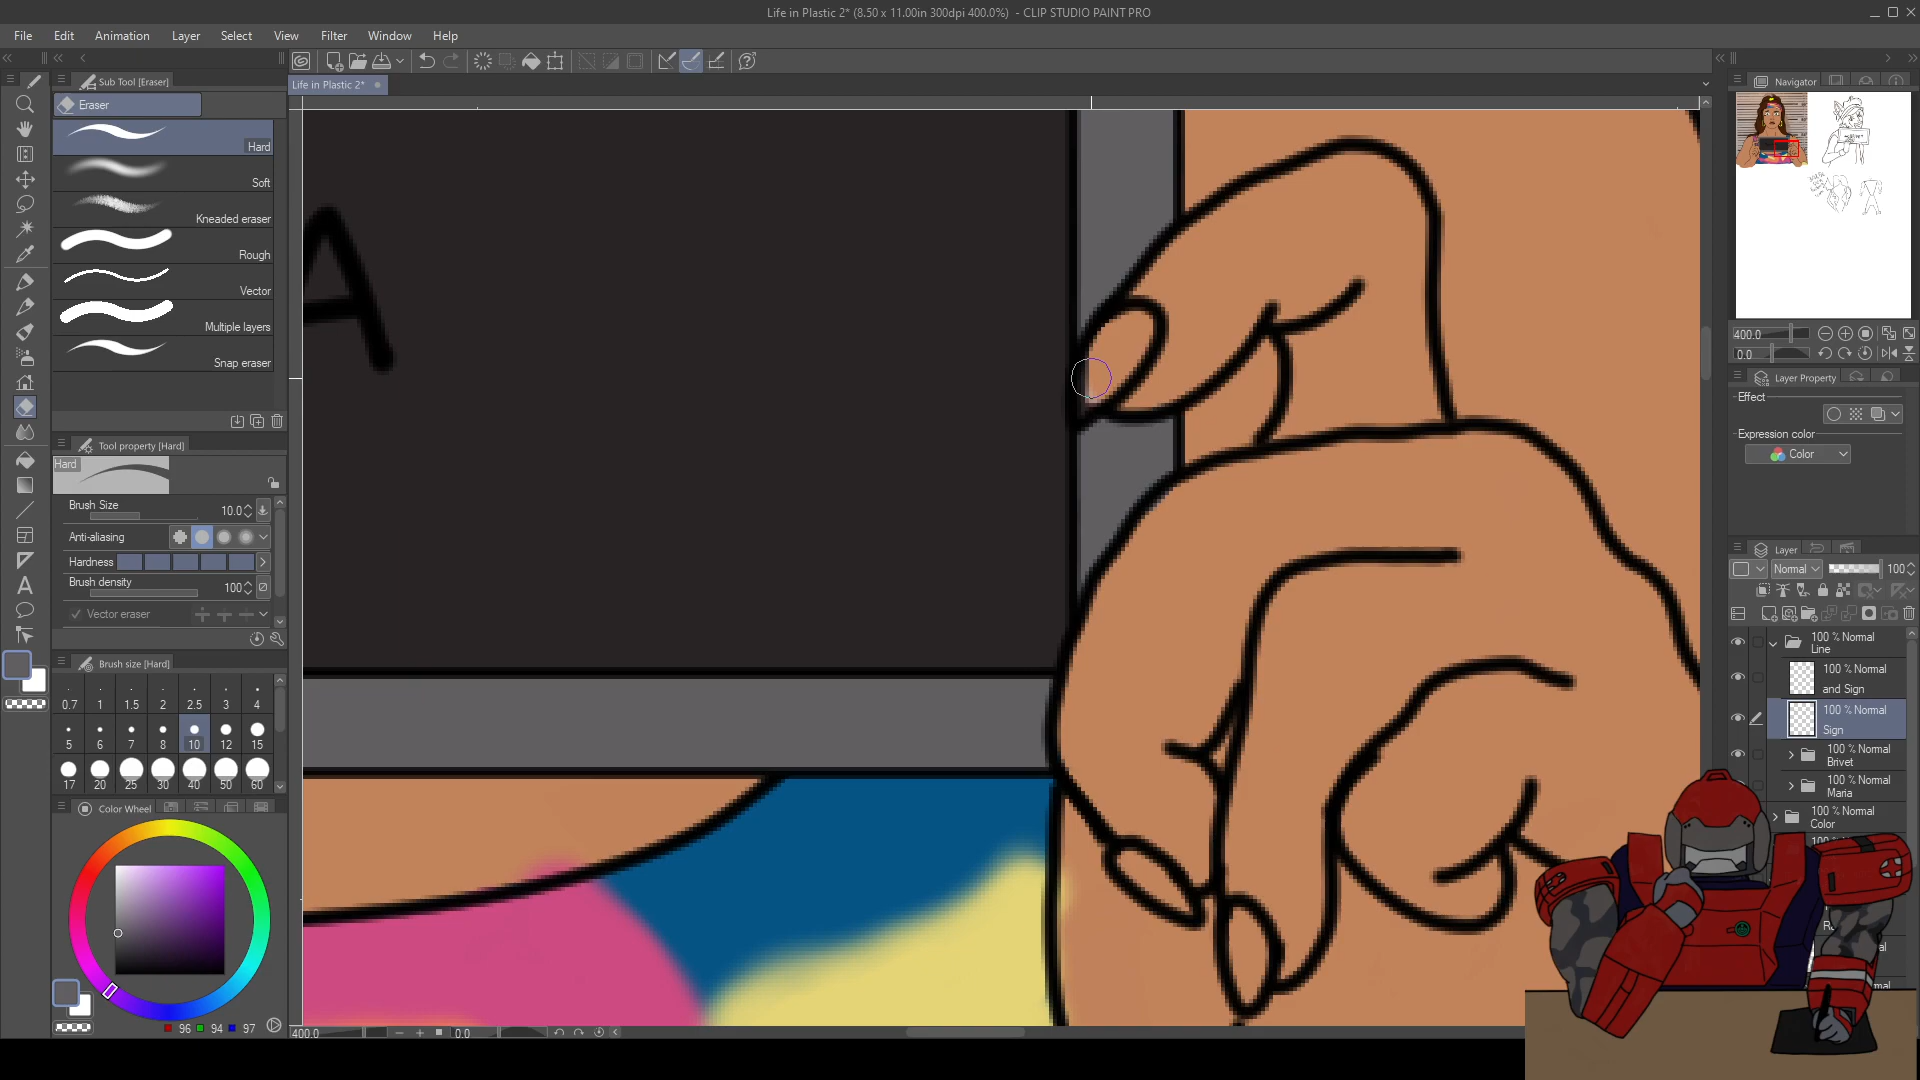 Life in Plastic 2* (8.50 x 11.00in 300dpi 400.0%) - CLIP STUDIO PAINT PRO
File Edit Animation Layer Select View Filter Window Help
Life in Plastic 2*
Sub Tool [Eraser]
Eraser
Hard
Soft
Kneaded eraser
Rough
Vector
Multiple layers
Snap eraser
Tool property [Hard]
Hard
Brush Size 10.0
Anti-aliasing
Hardness
Brush density 100
Vector eraser
Brush size [Hard]
0.7 1 1.5 2 2.5 3 4
5 6 7 8 10 12 15
17 20 25 30 40 50 60
Color Wheel
96 94 97
A
400.0 0.0
Navigator
400.0
0.0
Layer Property
Effect
Expression color
Color
Layer
Normal 100
100 % Normal
Line
100 % Normal
and Sign
100 % Normal
Sign
100 % Normal
Brivet
100 % Normal
Maria
100 % Normal
Color